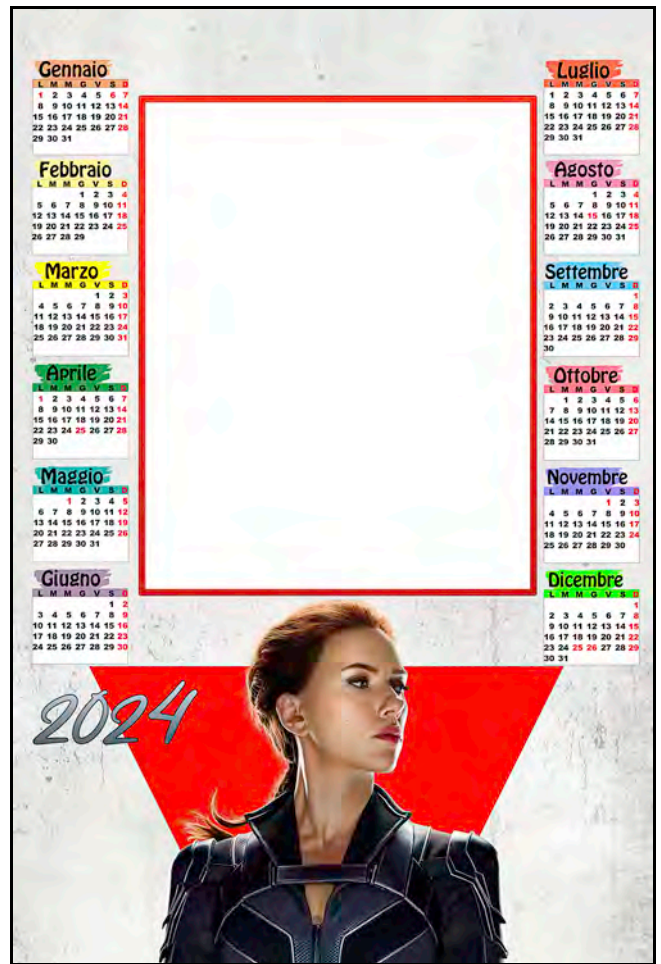 Gennaio
L M M G V S D
1 2 3 4 5 6 7
8 9 10 11 12 13 14
15 16 17 18 19 20 21
22 23 24 25 26 27 28
29 30 31
Febbraio
L M M G V S D
1 2 3 4
5 6 7 8 9 10 11
12 13 14 15 16 17 18
19 20 21 22 23 24 25
26 27 28 29
Marzo
L M M G V S D
1 2 3
4 5 6 7 8 9 10
11 12 13 14 15 16 17
18 19 20 21 22 23 24
25 26 27 28 29 30 31
Aprile
L M M G V S D
1 2 3 4 5 6 7
8 9 10 11 12 13 14
15 16 17 18 19 20 21
22 23 24 25 26 27 28
29 30
Maggio
L M M G V S D
1 2 3 4 5
6 7 8 9 10 11 12
13 14 15 16 17 18 19
20 21 22 23 24 25 26
27 28 29 30 31
Giugno
L M M G V S D
1 2
3 4 5 6 7 8 9
10 11 12 13 14 15 16
17 18 19 20 21 22 23
24 25 26 27 28 29 30
Luglio
L M M G V S D
1 2 3 4 5 6 7
8 9 10 11 12 13 14
15 16 17 18 19 20 21
22 23 24 25 26 27 28
29 30 31
Agosto
L M M G V S D
1 2 3 4
5 6 7 8 9 10 11
12 13 14 15 16 17 18
19 20 21 22 23 24 25
26 27 28 29 30 31
Settembre
L M M G V S D
1
2 3 4 5 6 7 8
9 10 11 12 13 14 15
16 17 18 19 20 21 22
23 24 25 26 27 28 29
30
Ottobre
L M M G V S D
1 2 3 4 5 6
7 8 9 10 11 12 13
14 15 16 17 18 19 20
21 22 23 24 25 26 27
28 29 30 31
Novembre
L M M G V S D
1 2 3
4 5 6 7 8 9 10
11 12 13 14 15 16 17
18 19 20 21 22 23 24
25 26 27 28 29 30
Dicembre
L M M G V S D
1
2 3 4 5 6 7 8
9 10 11 12 13 14 15
16 17 18 19 20 21 22
23 24 25 26 27 28 29
30 31
2024